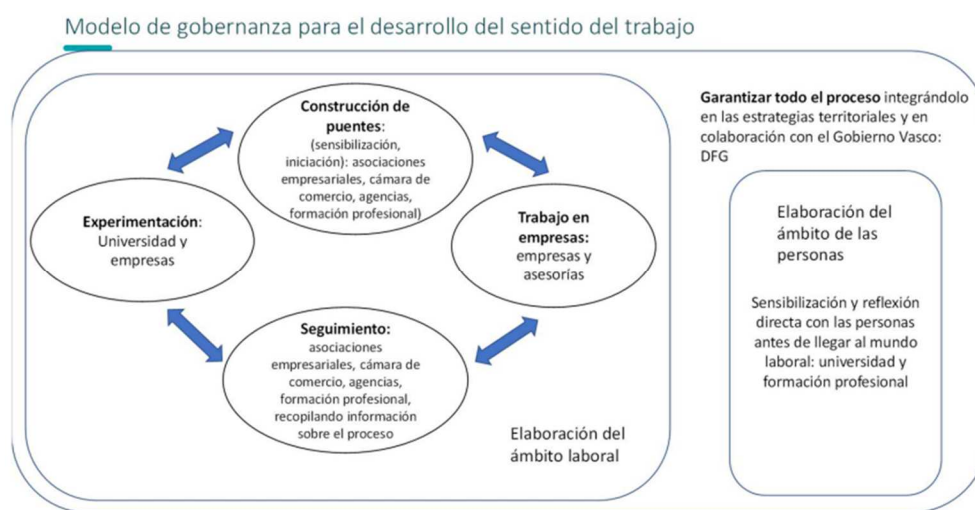 Modelo de gobernanza para el desarrollo del sentido del trabajo
Construcción de
puentes:
(sensibilización,
iniciación): asociaciones
empresariales, cámara de
comercio, agencias,
formación profesional)
Experimentación:
Universidad y
empresas
Trabajo en
empresas:
empresas y
asesorías
Seguimiento:
asociaciones
empresariales, cámara de
comercio, agencias,
formación profesional,
recopilando información
sobre el proceso
Elaboración del
ámbito laboral
Garantizar todo el proceso integrándolo
en las estrategias territoriales y en
colaboración con el Gobierno Vasco:
DFG
Elaboración del
ámbito de las
personas
Sensibilización y reflexión
directa con las personas
antes de llegar al mundo
laboral: universidad y
formación profesional